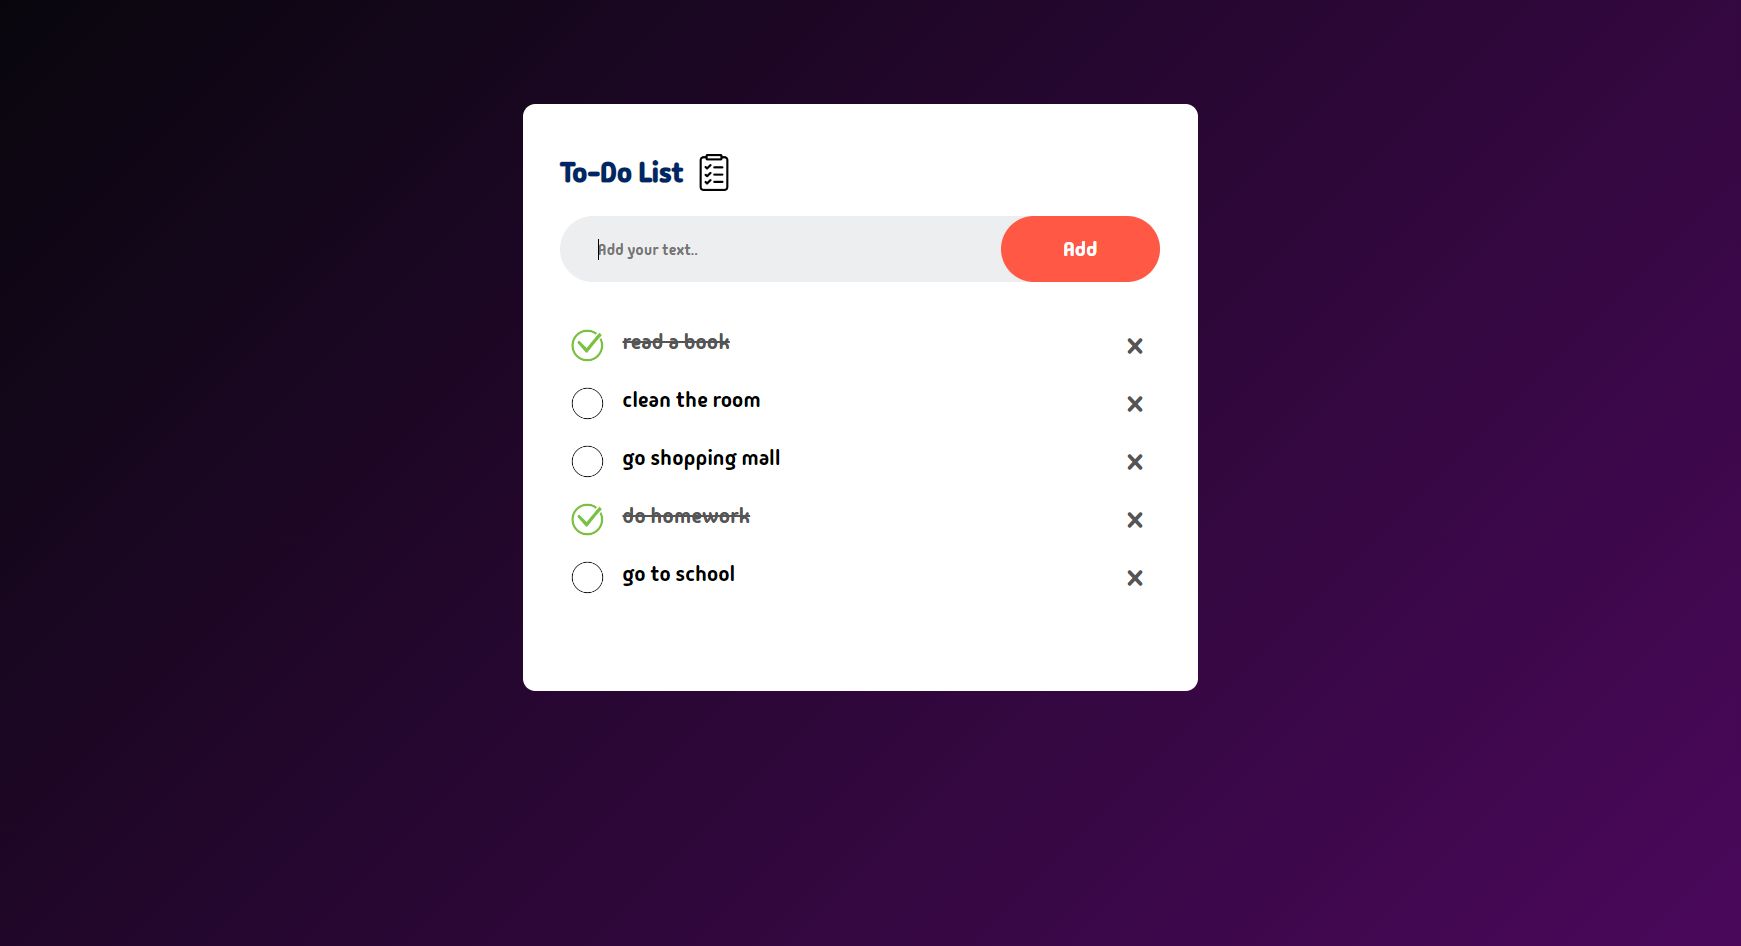 To-Do List
Add your text..
Add
read a book
clean the room
go shopping mall
do homework
go to school